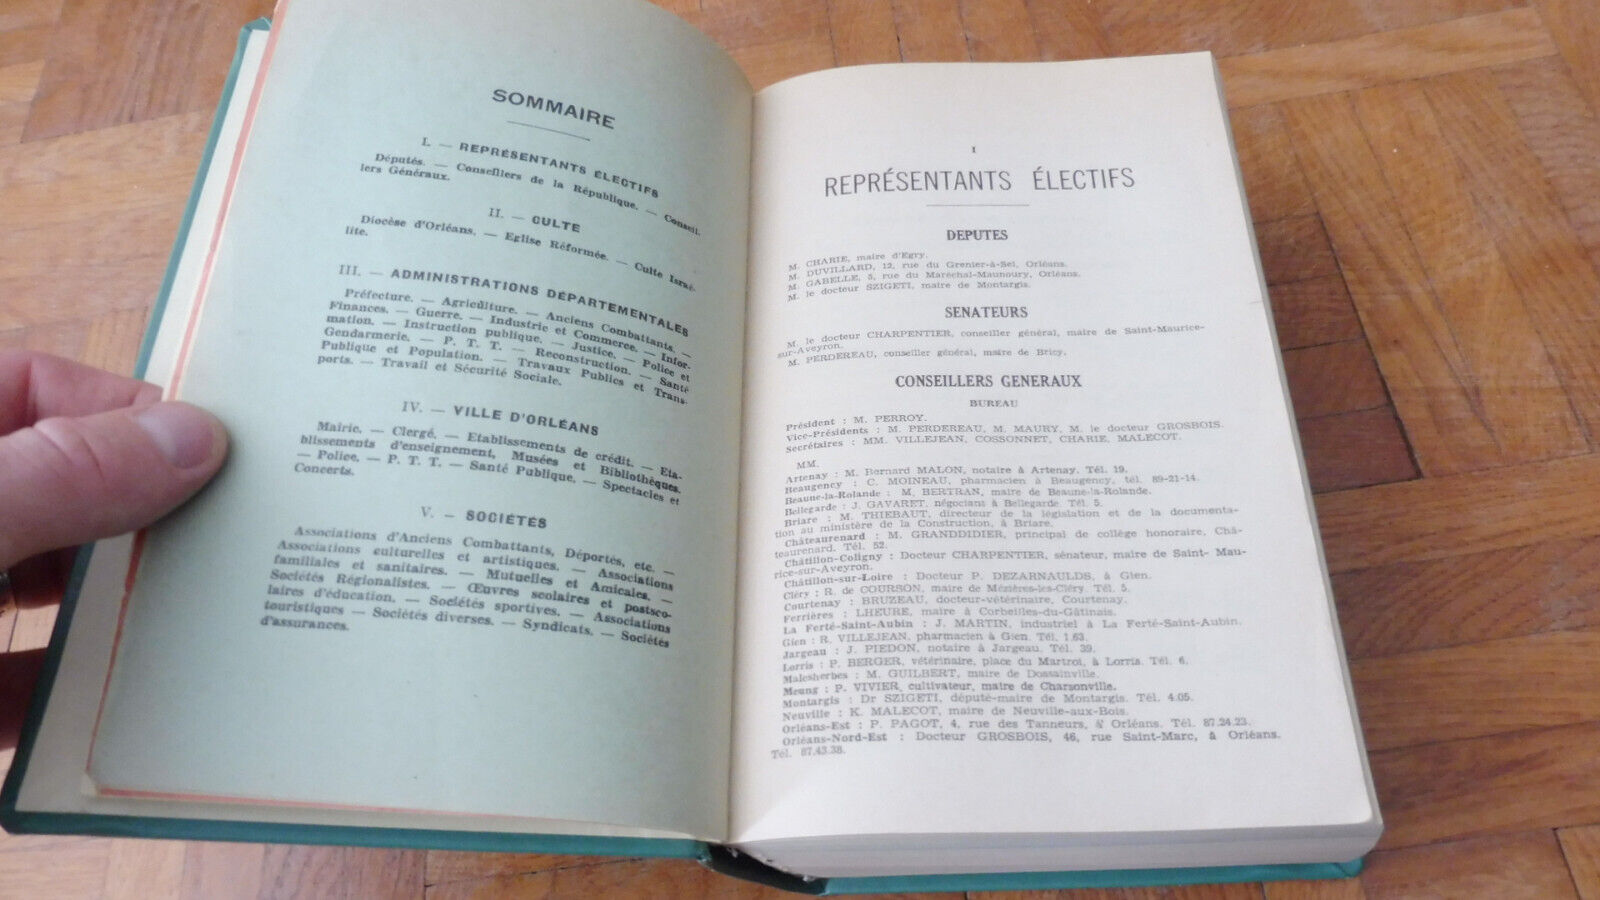 SOMMAIRE
I. — REPRÉSENTANTS ÉLECTIFS
Députés. — Conseillers de la République. — Conseil-
lers Généraux.
II. — CULTE
Diocèse d'Orléans. — Eglise Réformée. — Culte Israé-
lite.
III. — ADMINISTRATIONS DÉPARTEMENTALES
Préfecture. — Agriculture. — Anciens Combattants. —
Finances. — Guerre. — Industrie et Commerce. — Infor-
mation. — Instruction publique. — Justice. — Police et
Gendarmerie. — P. T. T. — Reconstruction. — Santé
Publique et Population. — Travaux Publics et Trans-
ports. — Travail et Sécurité Sociale.
IV. — VILLE D'ORLÉANS
Mairie. — Clergé. — Etablissements de crédit. — Eta-
blissements d'enseignement, Musées et Bibliothèques.
— Police. — P. T. T. — Santé Publique. — Spectacles et
Concerts.
V. — SOCIÉTÉS
Associations d'Anciens Combattants, Déportés, etc. —
Associations culturelles et artistiques. — Associations
familiales et sanitaires. — Mutuelles et Amicales. —
Sociétés Régionalistes. — Œuvres scolaires et postsco-
laires d'éducation. — Sociétés sportives. — Associations
touristiques — Sociétés diverses. — Syndicats. — Sociétés
d'assurances.
I
REPRÉSENTANTS ÉLECTIFS
DEPUTES
M. CHARIE, maire d'Egry.
M. DUVILLARD, 12, rue du Grenier-à-Sel, Orléans.
M. GABELLE, 5, rue du Maréchal-Maunoury, Orléans.
M. le docteur SZIGETI, maire de Montargis.
SENATEURS
M. le docteur CHARPENTIER, conseiller général, maire de Saint-Maurice-
sur-Aveyron.
M. PERDEREAU, conseiller général, maire de Bricy.
CONSEILLERS GENERAUX
BUREAU
Président : M. PERROY.
Vice-Présidents : M. PERDEREAU, M. MAURY, M. le docteur GROSBOIS.
Secrétaires : MM. VILLEJEAN, COSSONNET, CHARIE, MALECOT.
MM.
Artenay : M. Bernard MALON, notaire à Artenay. Tél. 19.
Beaugency : C. MOINEAU, pharmacien à Beaugency, tél. 89-21-14.
Beaune-la-Rolande : M. BERTRAN, maire de Beaune-la-Rolande.
Bellegarde : J. GAVARET, négocians à Bellegarde Tél. 5.
Briare : M. THIEBAUT, directeur de la législation et de la documenta-
tion au ministère de la Construction, à Briare.
Châteaurenard : M. GRANDDIDIER, principal de collège honoraire, Châ-
teaurenard. Tél. 52.
Châtillon-Coligny : Docteur CHARPENTIER, sénateur, maire de Saint- Mau-
rice-sur-Aveyron.
Châtillon-sur-Loire : Docteur P. DEZARNAULDS, à Gien.
Cléry : R. de COURSON, maire de Mézières-les-Cléry. Tél. 5.
Courtenay : BRUZEAU, docteur-vétérinaire, Courtenay.
Ferrières : LHEURE, maire à Corbeilles-du-Gâtinais.
La Ferté-Saint-Aubin : J. MARTIN, industriel à La Ferté-Saint-Aubin.
Gien : R. VILLEJEAN, pharmacien à Gien. Tél. 1.63.
Jargeau : J. PIEDON, notaire à Jargeau. Tél. 39.
Lorris : P. BERGER, vétérinaire, place du Martroi, à Lorris. Tél. 6.
Malesherbes : M. GUILBERT, maire de Dossainville.
Meung : P. VIVIER, cultivateur, maire de Charsonville.
Montargis : Dr SZIGETI, député-maire de Montargis. Tél. 4.05.
Neuville : K. MALECOT, maire de Neuville-aux-Bois.
Orléans-Est : P. PAGOT, 4, rue des Tanneurs, à Orléans. Tél. 87.24.23.
Orléans-Nord-Est : Docteur GROSBOIS, 46, rue Saint-Marc, à Orléans.
Tél. 87.43.38.